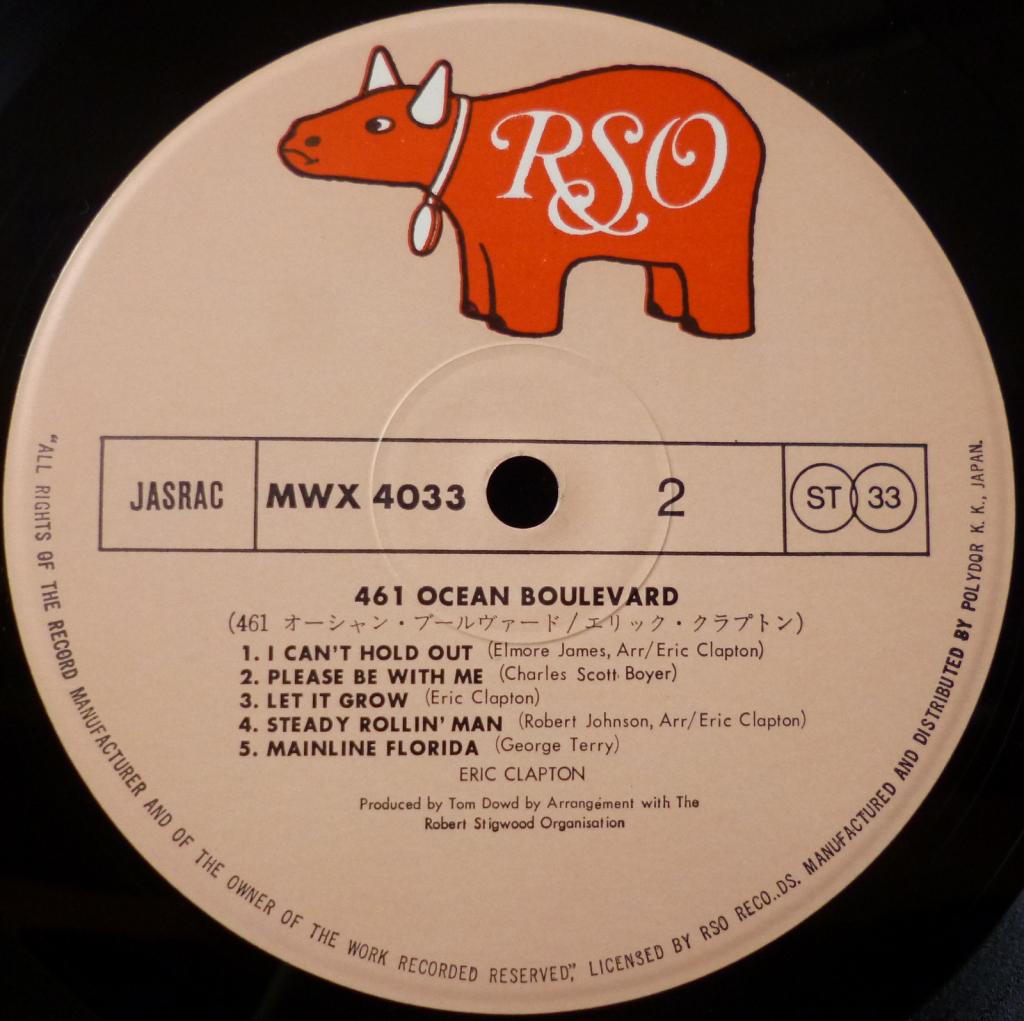 RSO
JASRAC
MWX 4033
2
ST 33
461 OCEAN BOULEVARD
(461 オーシャン・ブールヴァード/エリック・クラプトン)
1. I CAN'T HOLD OUT (Elmore James, Arr/Eric Clapton)
2. PLEASE BE WITH ME (Charles Scott Boyer)
3. LET IT GROW (Eric Clapton)
4. STEADY ROLLIN' MAN (Robert Johnson, Arr/Eric Clapton)
5. MAINLINE FLORIDA (George Terry)
ERIC CLAPTON
Produced by Tom Dowd by Arrangement with The
Robert Stigwood Organisation
"ALL RIGHTS OF THE RECORD MANUFACTURER AND OF THE OWNER OF THE WORK RECORDED RESERVED", LICENSED BY RSO RECO..DS. MANUFACTURED AND DISTRIBUTED BY POLYDOR K. K., JAPAN.